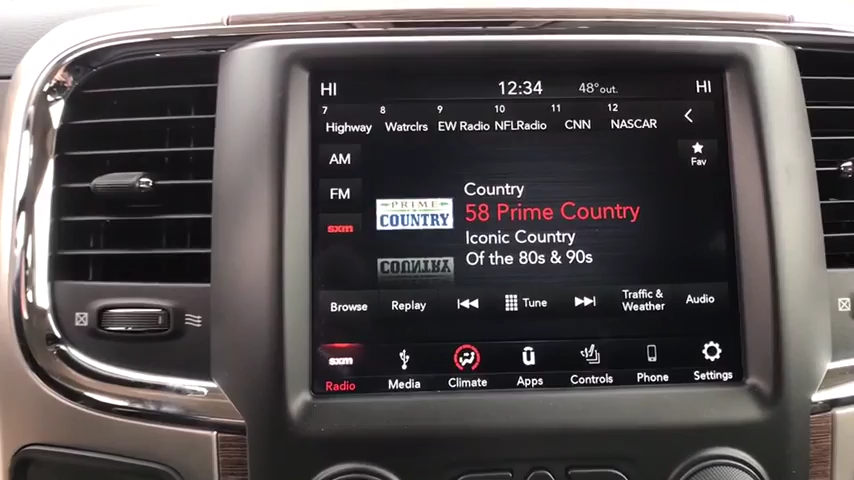 HI 12:34 48° out. HI
7 8 9 10 11 12
Highway Watrclrs EW Radio NFLRadio CNN NASCAR
AM
Fav
FM
sxm
PRIME
COUNTRY
Country
58 Prime Country
Iconic Country
Of the 80s & 90s
Browse Replay Tune Traffic & Weather Audio
sxm
Radio Media Climate Apps Controls Phone Settings